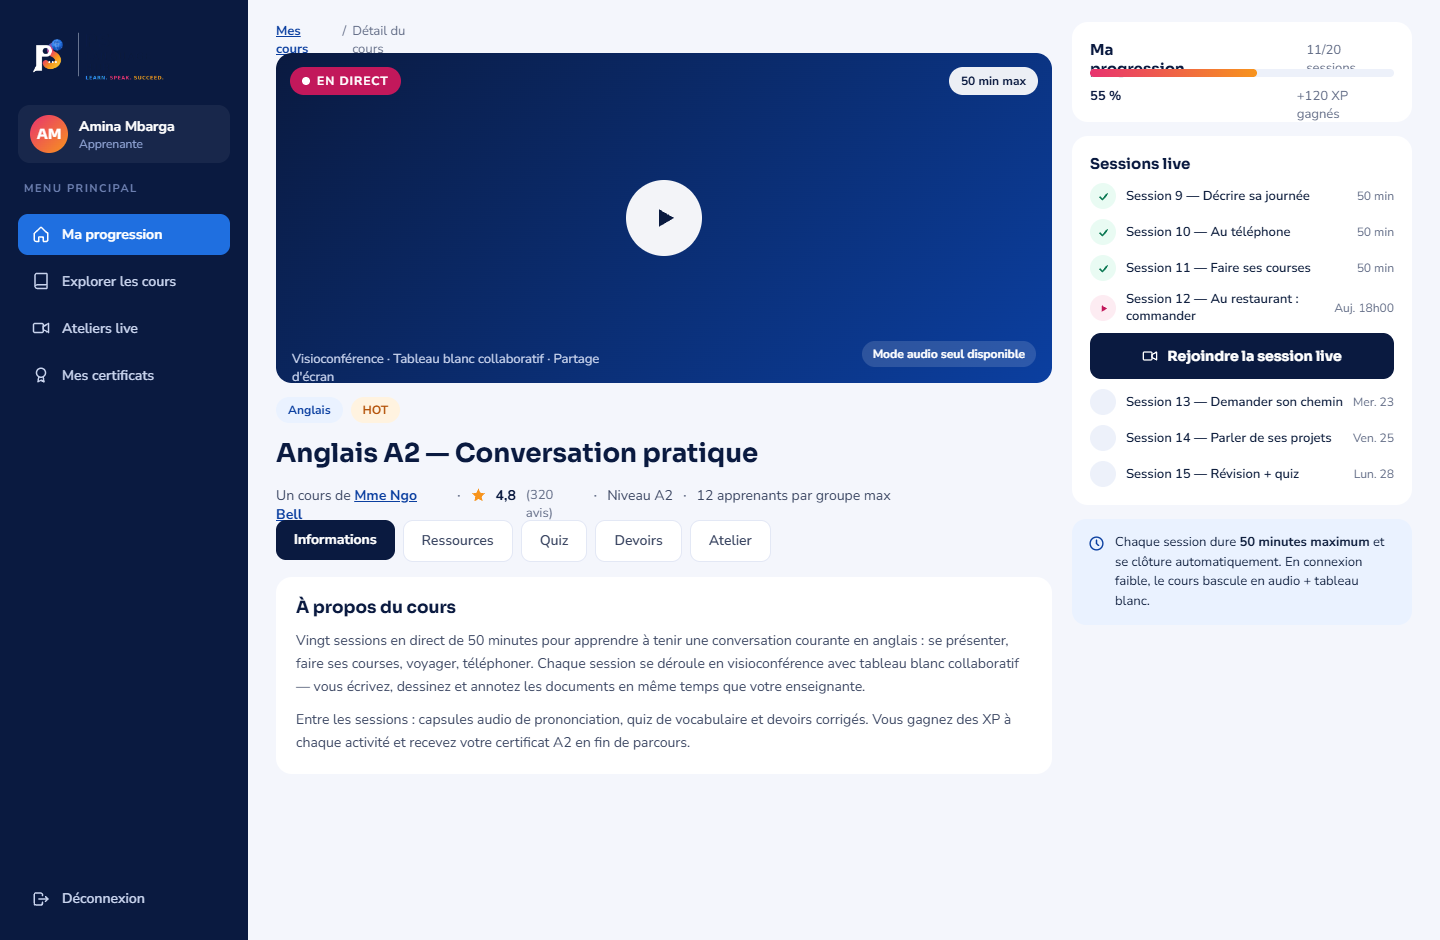 LEARN. SPEAK. SUCCEED.
AM
Amina Mbarga
Apprenante
MENU PRINCIPAL
Ma progression
Explorer les cours
Ateliers live
Mes certificats
Déconnexion
Mes
cours
/ Détail du
cours
EN DIRECT
50 min max
Visioconférence · Tableau blanc collaboratif · Partage
d'écran
Mode audio seul disponible
Anglais
HOT
Anglais A2 — Conversation pratique
Un cours de Mme Ngo
Bell
· 4,8 (320
avis)
· Niveau A2 · 12 apprenants par groupe max
Informations
Ressources
Quiz
Devoirs
Atelier
À propos du cours
Vingt sessions en direct de 50 minutes pour apprendre à tenir une conversation courante en anglais : se présenter,
faire ses courses, voyager, téléphoner. Chaque session se déroule en visioconférence avec tableau blanc collaboratif
— vous écrivez, dessinez et annotez les documents en même temps que votre enseignante.
Entre les sessions : capsules audio de prononciation, quiz de vocabulaire et devoirs corrigés. Vous gagnez des XP à
chaque activité et recevez votre certificat A2 en fin de parcours.
Ma
progression
11/20
sessions
55 %
+120 XP
gagnés
Sessions live
Session 9 — Décrire sa journée
50 min
Session 10 — Au téléphone
50 min
Session 11 — Faire ses courses
50 min
Session 12 — Au restaurant :
commander
Auj. 18h00
Rejoindre la session live
Session 13 — Demander son chemin
Mer. 23
Session 14 — Parler de ses projets
Ven. 25
Session 15 — Révision + quiz
Lun. 28
Chaque session dure 50 minutes maximum et
se clôture automatiquement. En connexion
faible, le cours bascule en audio + tableau
blanc.